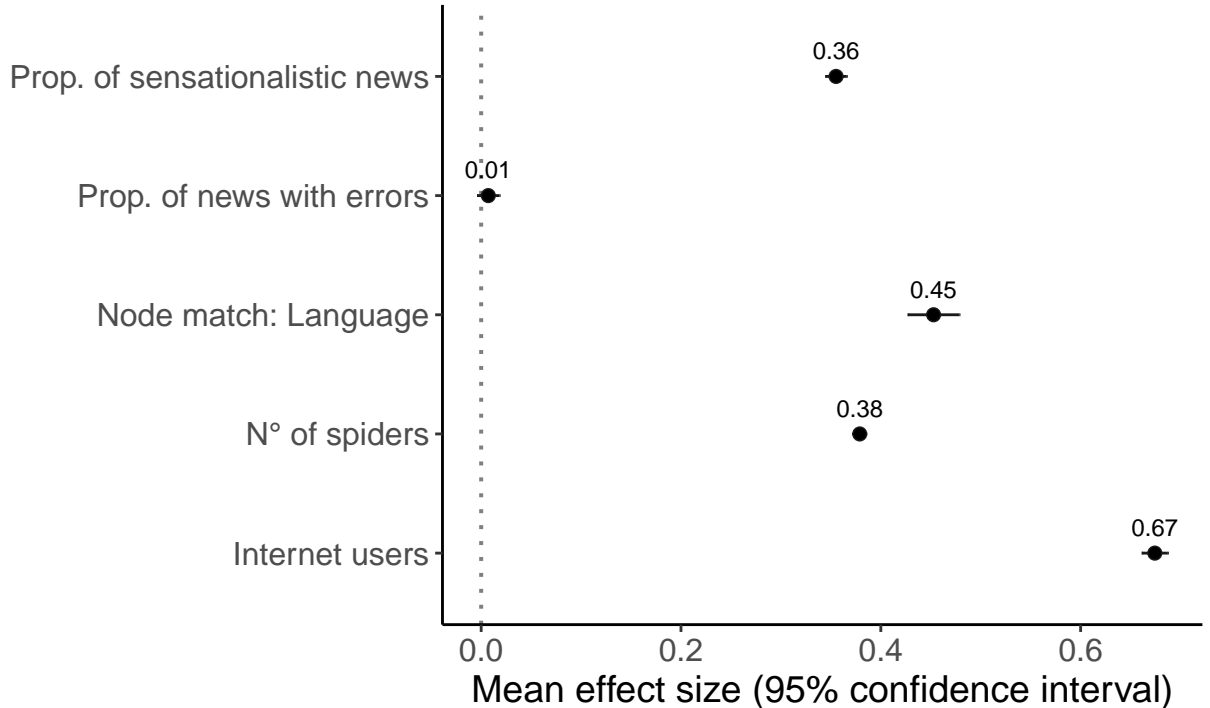 0.36
Prop. of sensationalistic news
0.01
Prop. of news with errors
0.45
Node match: Language
0.38
N° of spiders
0.67
Internet users
0.0 0.2 0.4 0.6
Mean effect size (95% confidence interval)